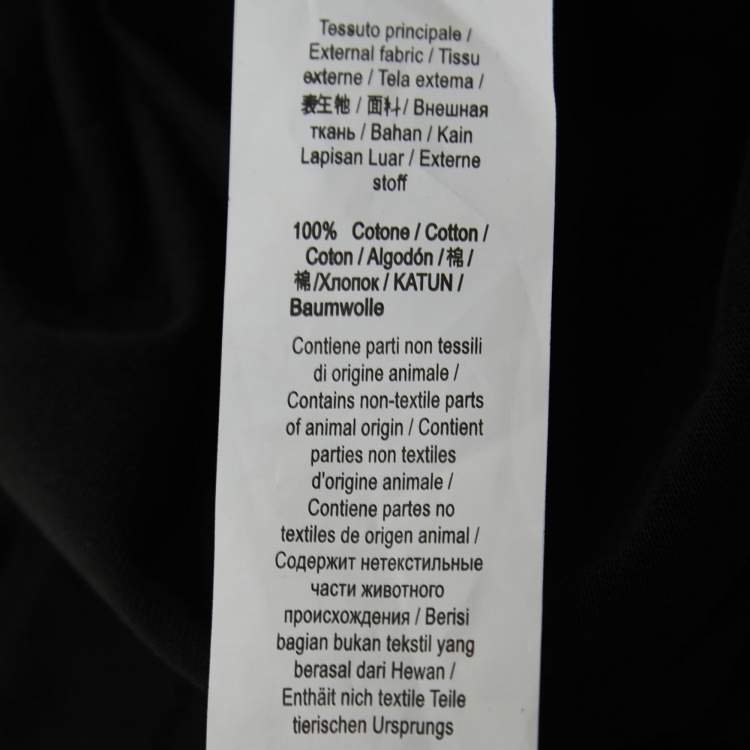 Tessuto principale /
External fabric / Tissu
externe / Tela extema /
表生地 / 面料 / Внешная
ткань / Bahan / Kain
Lapisan Luar / Externe
stoff
100% Cotone / Cotton /
Coton / Algodón / 棉 /
棉 /Хлопок / KATUN /
Baumwolle
Contiene parti non tessili
di origine animale /
Contains non-textile parts
of animal origin / Contient
parties non textiles
d'origine animale /
Contiene partes no
textiles de origen animal /
Содержит нетекстильные
части животного
происхождения / Berisi
bagian bukan tekstil yang
berasal dari Hewan /
Enthäit nich textile Teile
tierischen Ursprungs